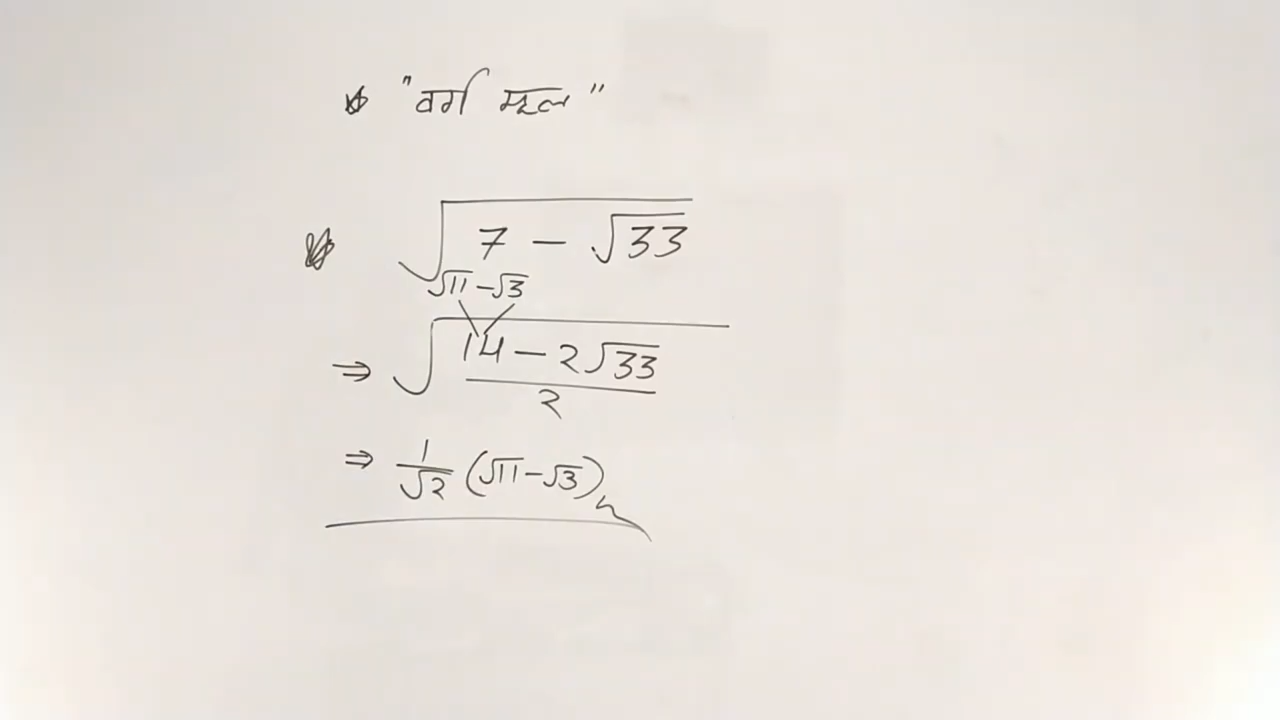 * "वर्ग मूल"
* √(7 - √33)
√11 - √3
⇒ √((14 - 2√33)/2)
⇒ 1/√2 (√11 - √3)